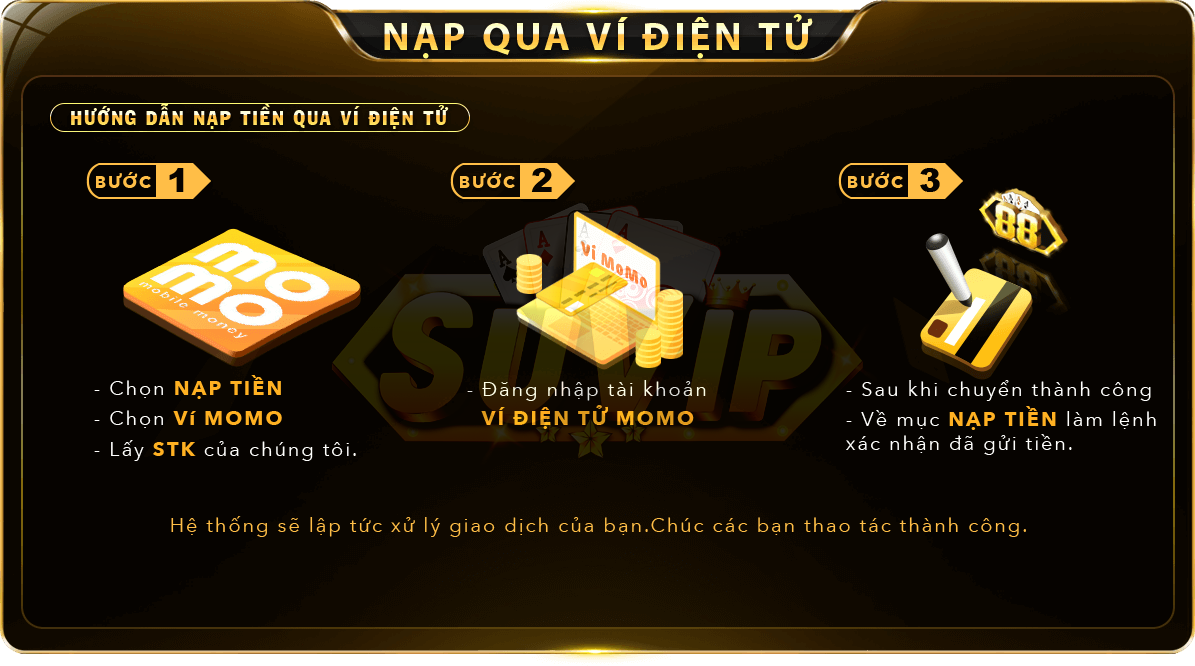 NẠP QUA VÍ ĐIỆN TỬ
HƯỚNG DẪN NẠP TIỀN QUA VÍ ĐIỆN TỬ
BƯỚC 1
BƯỚC 2
BƯỚC 3
88
mo
mo
mobile money
Ví MoMo
SUVIP
- Chọn NẠP TIỀN
- Chọn Ví MOMO
- Lấy STK của chúng tôi.
- Đăng nhập tài khoản
VÍ ĐIỆN TỬ MOMO
- Sau khi chuyển thành công
- Về mục NẠP TIỀN làm lệnh
xác nhận đã gửi tiền.
Hệ thống sẽ lập tức xử lý giao dịch của bạn.Chúc các bạn thao tác thành công.